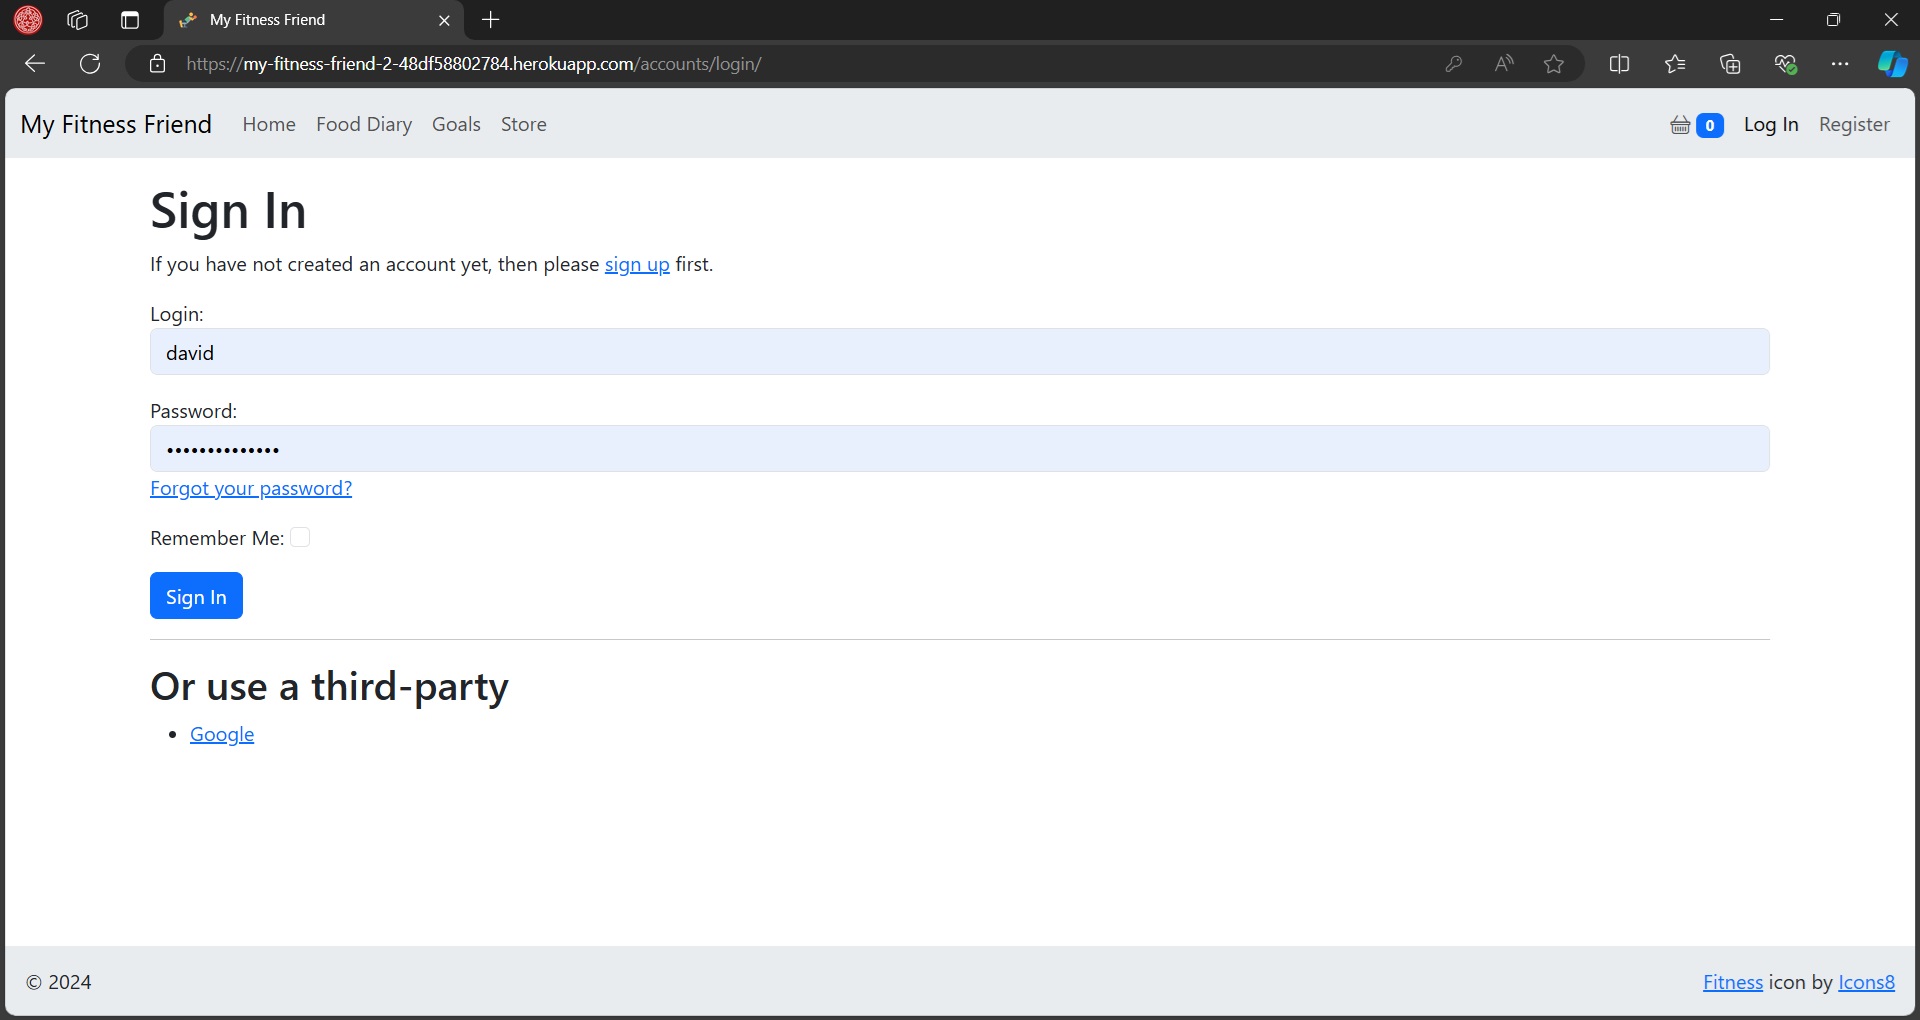 My Fitness Friend
https://my-fitness-friend-2-48df58802784.herokuapp.com/accounts/login/
My Fitness Friend Home Food Diary Goals Store 0 Log In Register
Sign In
If you have not created an account yet, then please sign up first.
Login:
david
Password:
••••••••••••••
Forgot your password?
Remember Me:
Sign In
Or use a third-party
• Google
© 2024 Fitness icon by Icons8